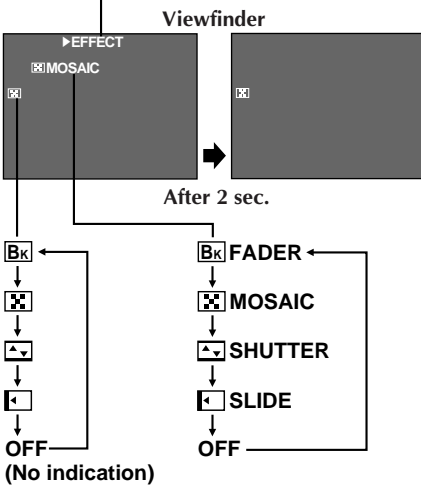 Viewfinder
▶EFFECT
MOSAIC
After 2 sec.
BK
BK FADER
MOSAIC
SHUTTER
SLIDE
OFF
(No indication)
OFF